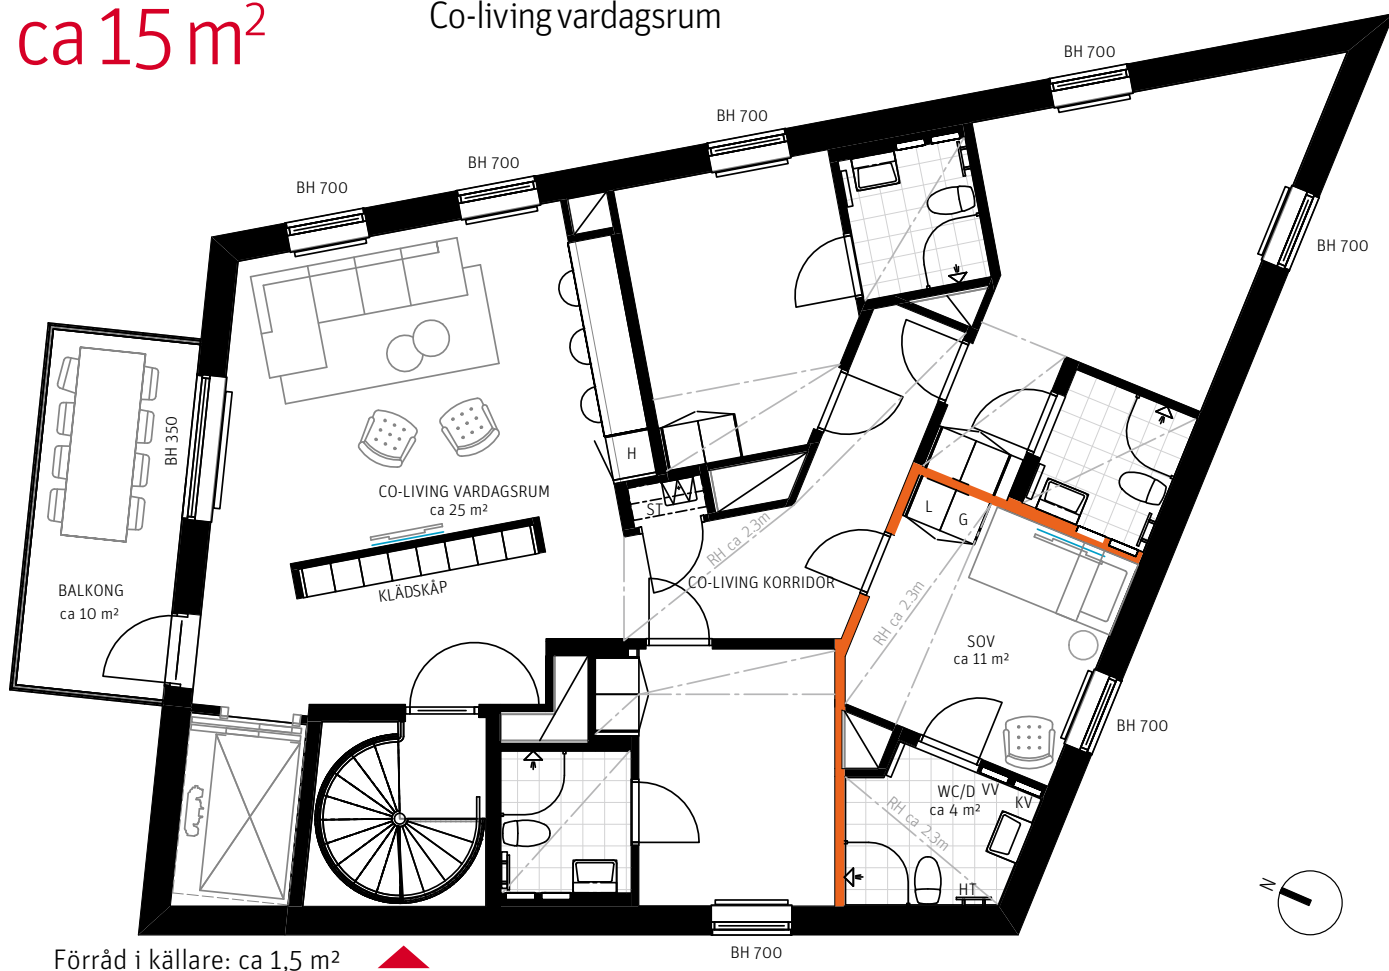 ca 15 m²
Co-living vardagsrum
BH 700
BH 700
BH 700
BH 700
BH 700
BH 350
H
CO-LIVING VARDAGSRUM
ca 25 m²
ST
L
G
RH ca 2.3m
KLÄDSKÅP
CO-LIVING KORRIDOR
BALKONG
ca 10 m²
RH ca 2.3m
SOV
ca 11 m²
BH 700
WC/D
ca 4 m²
VV
KV
RH ca 2.3m
HT
N
BH 700
Förråd i källare: ca 1,5 m²